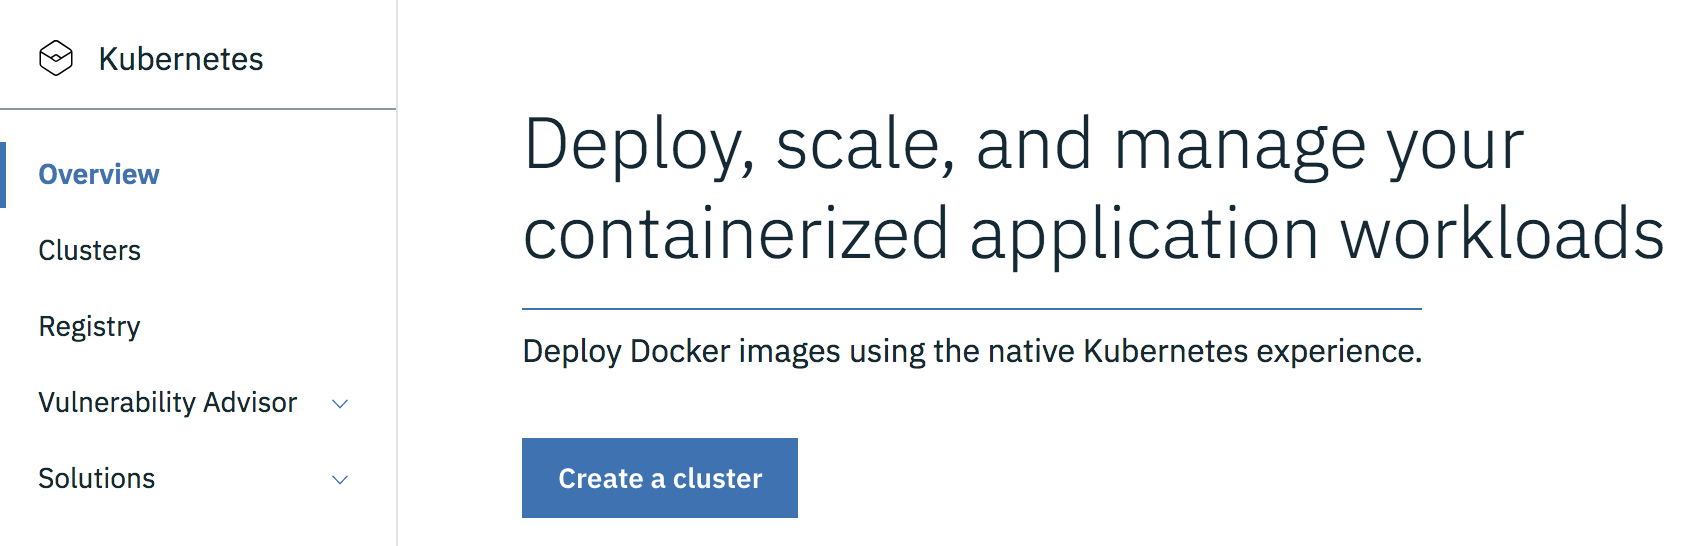 Kubernetes
Overview
Clusters
Registry
Vulnerability Advisor
Solutions
Deploy, scale, and manage your
containerized application workloads
Deploy Docker images using the native Kubernetes experience.
Create a cluster